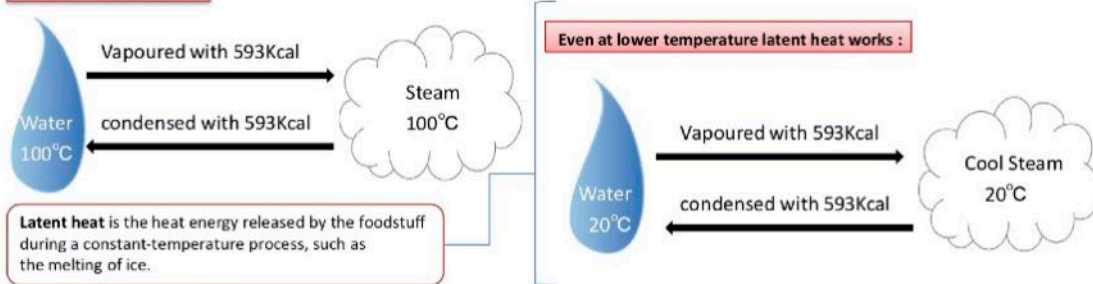 Vapoured with 593Kcal
Water
100°C
Steam
100°C
condensed with 593Kcal
Latent heat is the heat energy released by the foodstuff
during a constant-temperature process, such as
the melting of ice.
Even at lower temperature latent heat works :
Vapoured with 593Kcal
Water
20°C
Cool Steam
20°C
condensed with 593Kcal